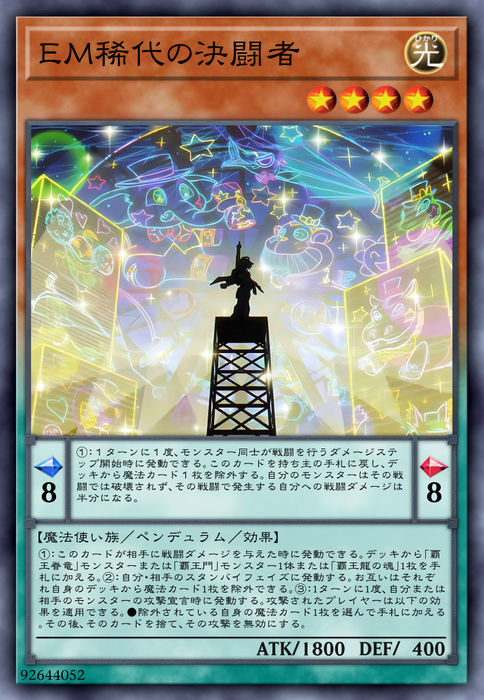 EM稀代の決闘者
ひかり
光
①:1ターンに1度、モンスター同士が戦闘を行うダメージステ
ップ開始時に発動できる。このカードを持ち主の手札に戻し、デ
ッキから魔法カード1枚を除外する。自分のモンスターはその戦
闘では破壊されず、その戦闘で発生する自分への戦闘ダメージは
半分になる。
8
8
【魔法使い族/ペンデュラム/効果】
①:このカードが相手に戦闘ダメージを与えた時に発動できる。デッキから「覇
王眷竜」モンスターまたは「覇王門」モンスター1体または「覇王龍の魂」1枚を
手札に加える。②:自分・相手のスタンバイフェイズに発動する。お互いはそれぞ
れ自身のデッキから魔法カード1枚を除外できる。③:1ターンに1度、自分または
相手のモンスターの攻撃宣言時に発動する。攻撃されたプレイヤーは以下の効
果を適用できる。●除外されている自身の魔法カード1枚を選んで手札に加える
。その後、そのカードを捨て、その攻撃を無効にする。
ATK/1800 DEF/ 400
92644052